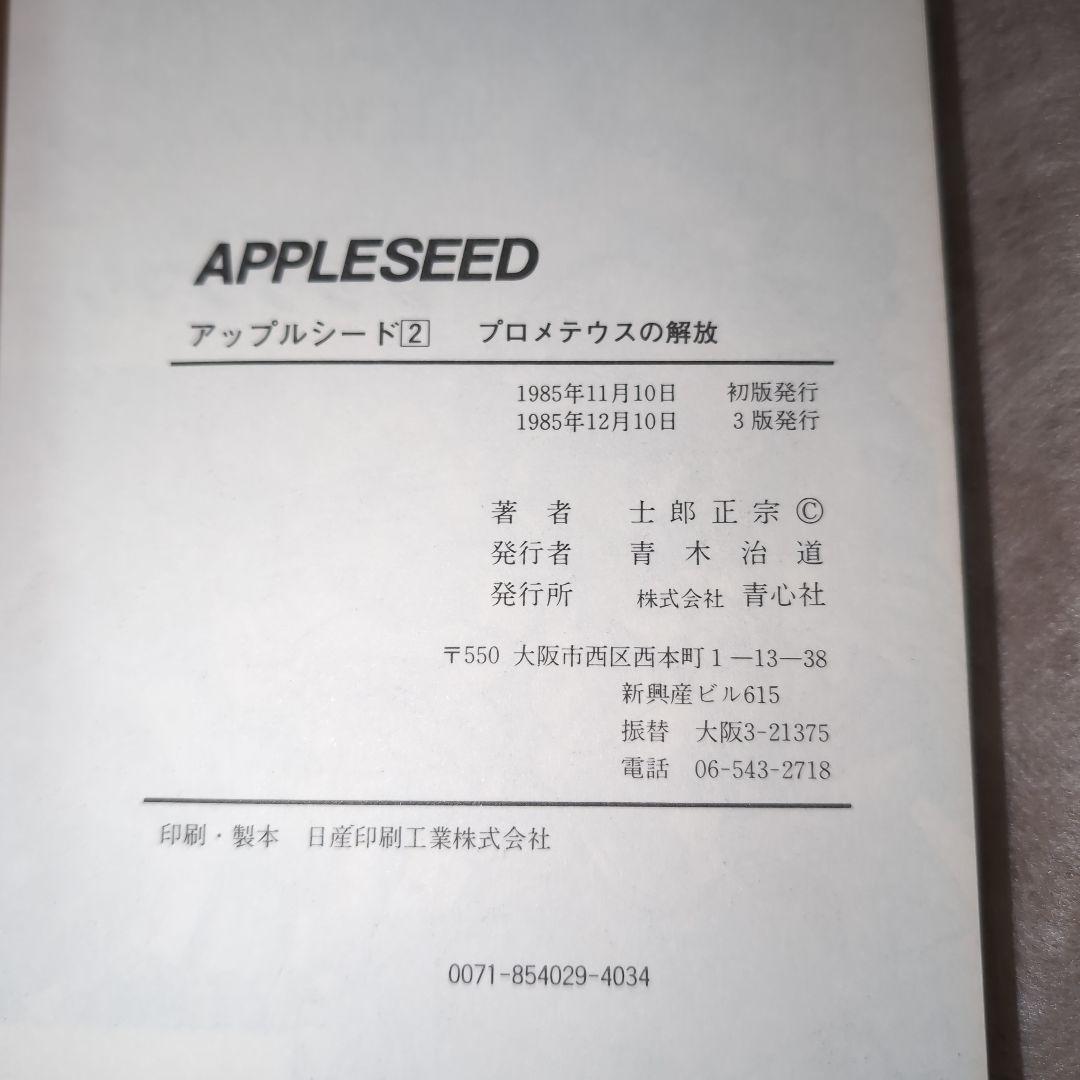 APPLESEED
アップルシード2 プロメテウスの解放
1985年11月10日 初版発行
1985年12月10日 3版発行
著者 士郎正宗©
発行者 青木治道
発行所 株式会社 青心社
〒550 大阪市西区西本町1—13—38
新興産ビル615
振替 大阪3-21375
電話 06-543-2718
印刷・製本 日産印刷工業株式会社
0071-854029-4034